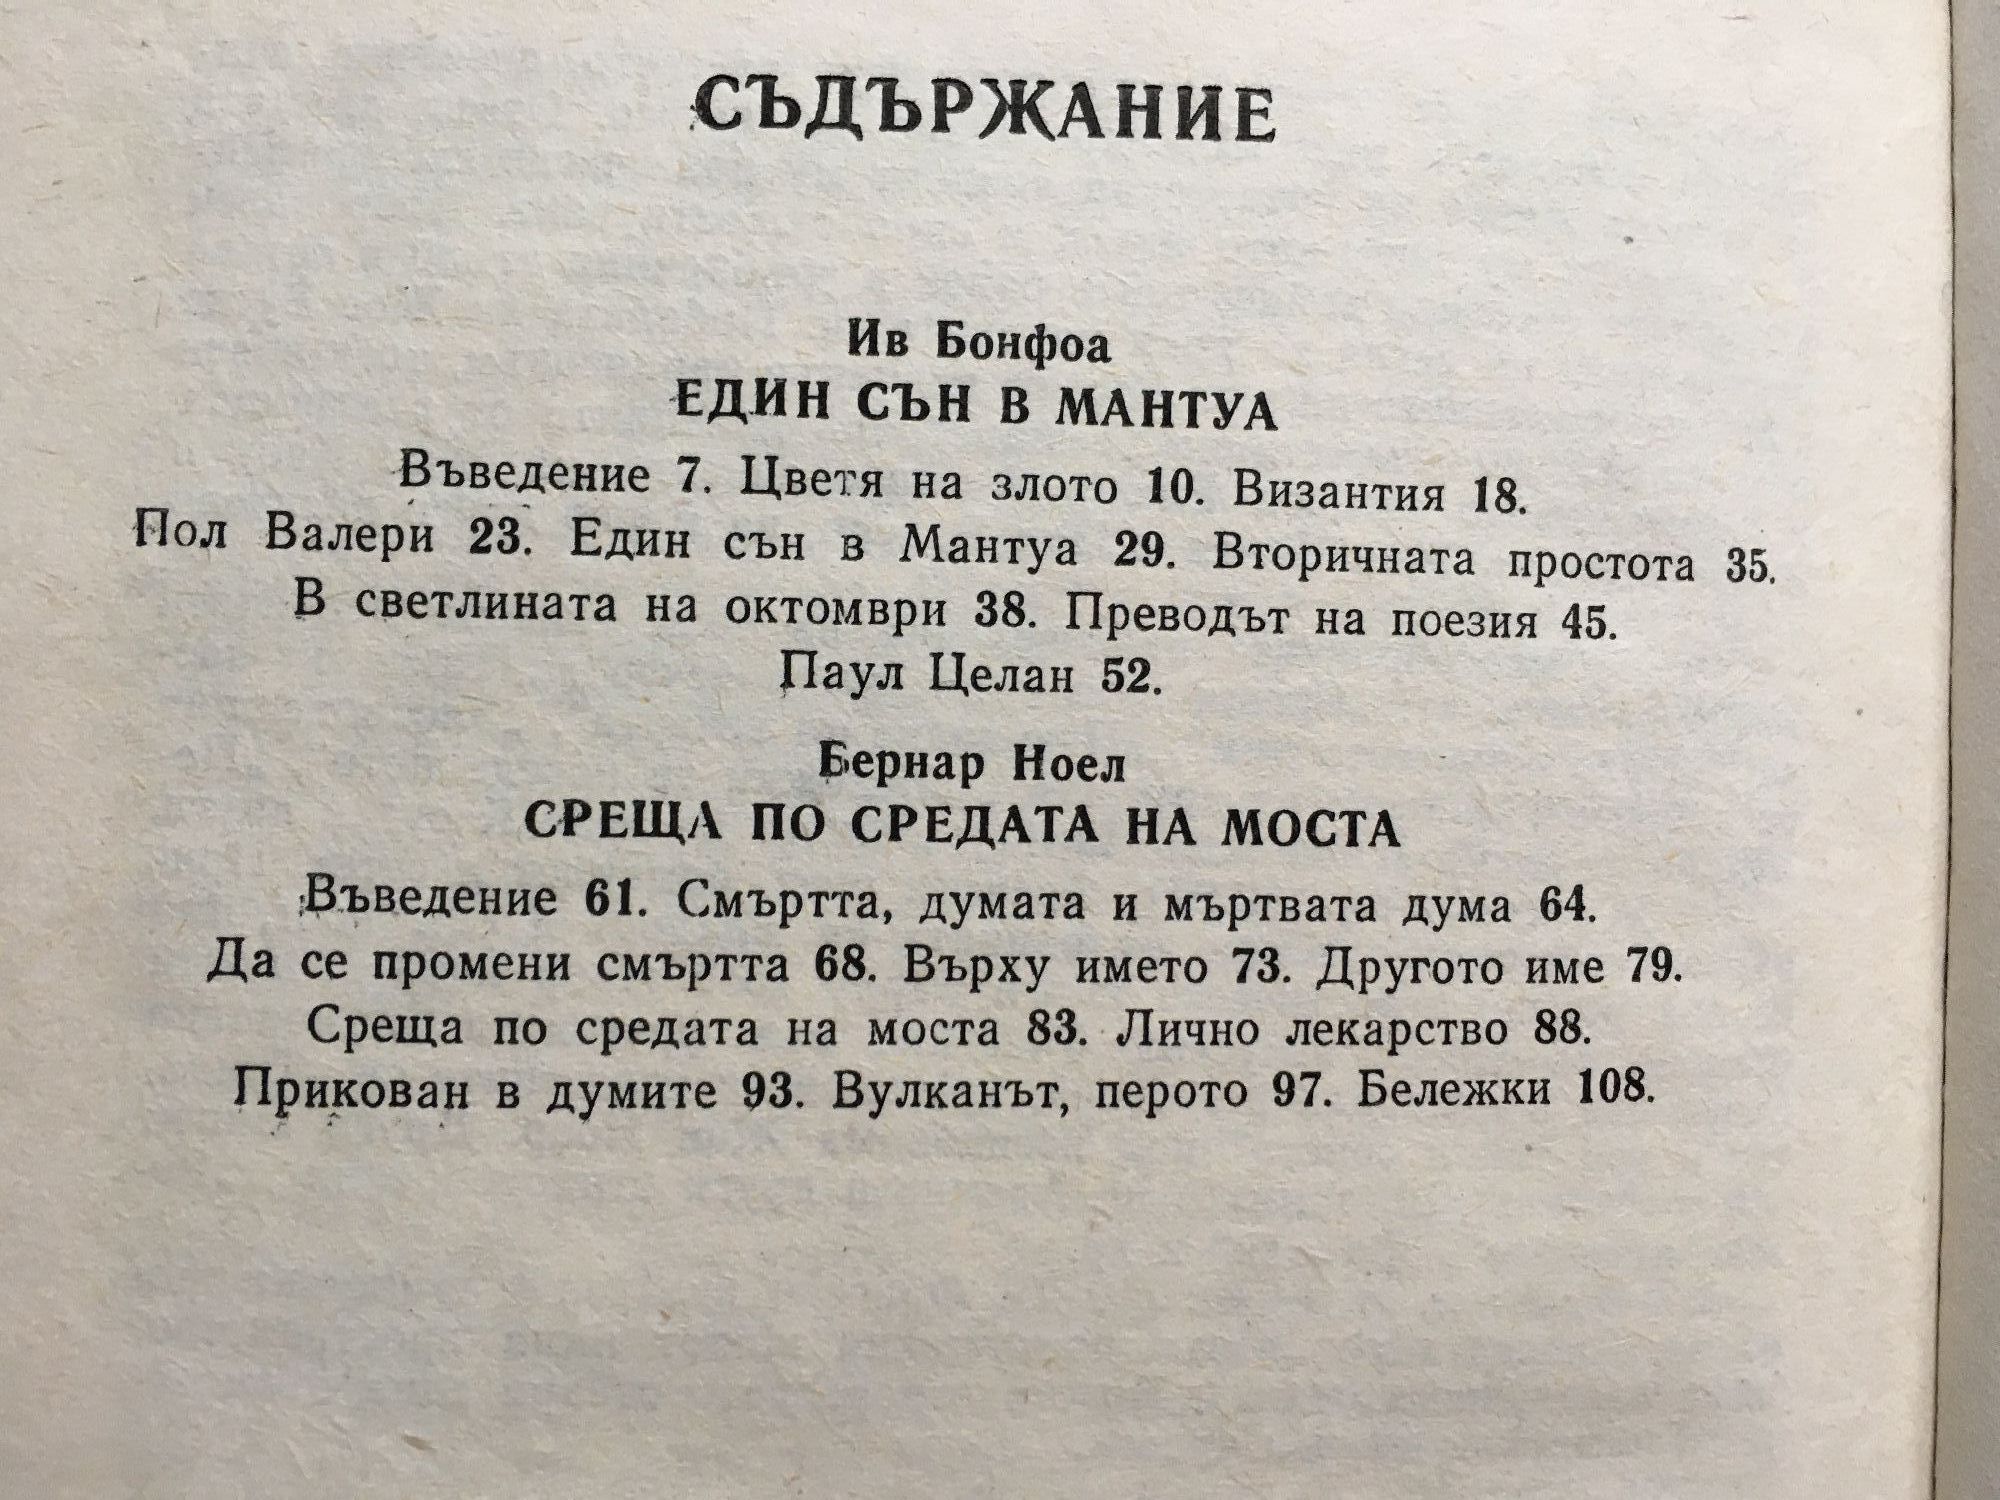 СЪДЪРЖАНИЕ
Ив Бонфоа
ЕДИН СЪН В МАНТУА
Въведение 7. Цветя на злото 10. Византия 18.
Пол Валери 23. Един сън в Мантуа 29. Вторичната простота 35.
В светлината на октомври 38. Преводът на поезия 45.
Паул Целан 52.
Бернар Ноел
СРЕЩА ПО СРЕДАТА НА МОСТА
Въведение 61. Смъртта, думата и мъртвата дума 64.
Да се промени смъртта 68. Върху името 73. Другото име 79.
Среща по средата на моста 83. Лично лекарство 88.
Прикован в думите 93. Вулканът, перото 97. Бележки 108.